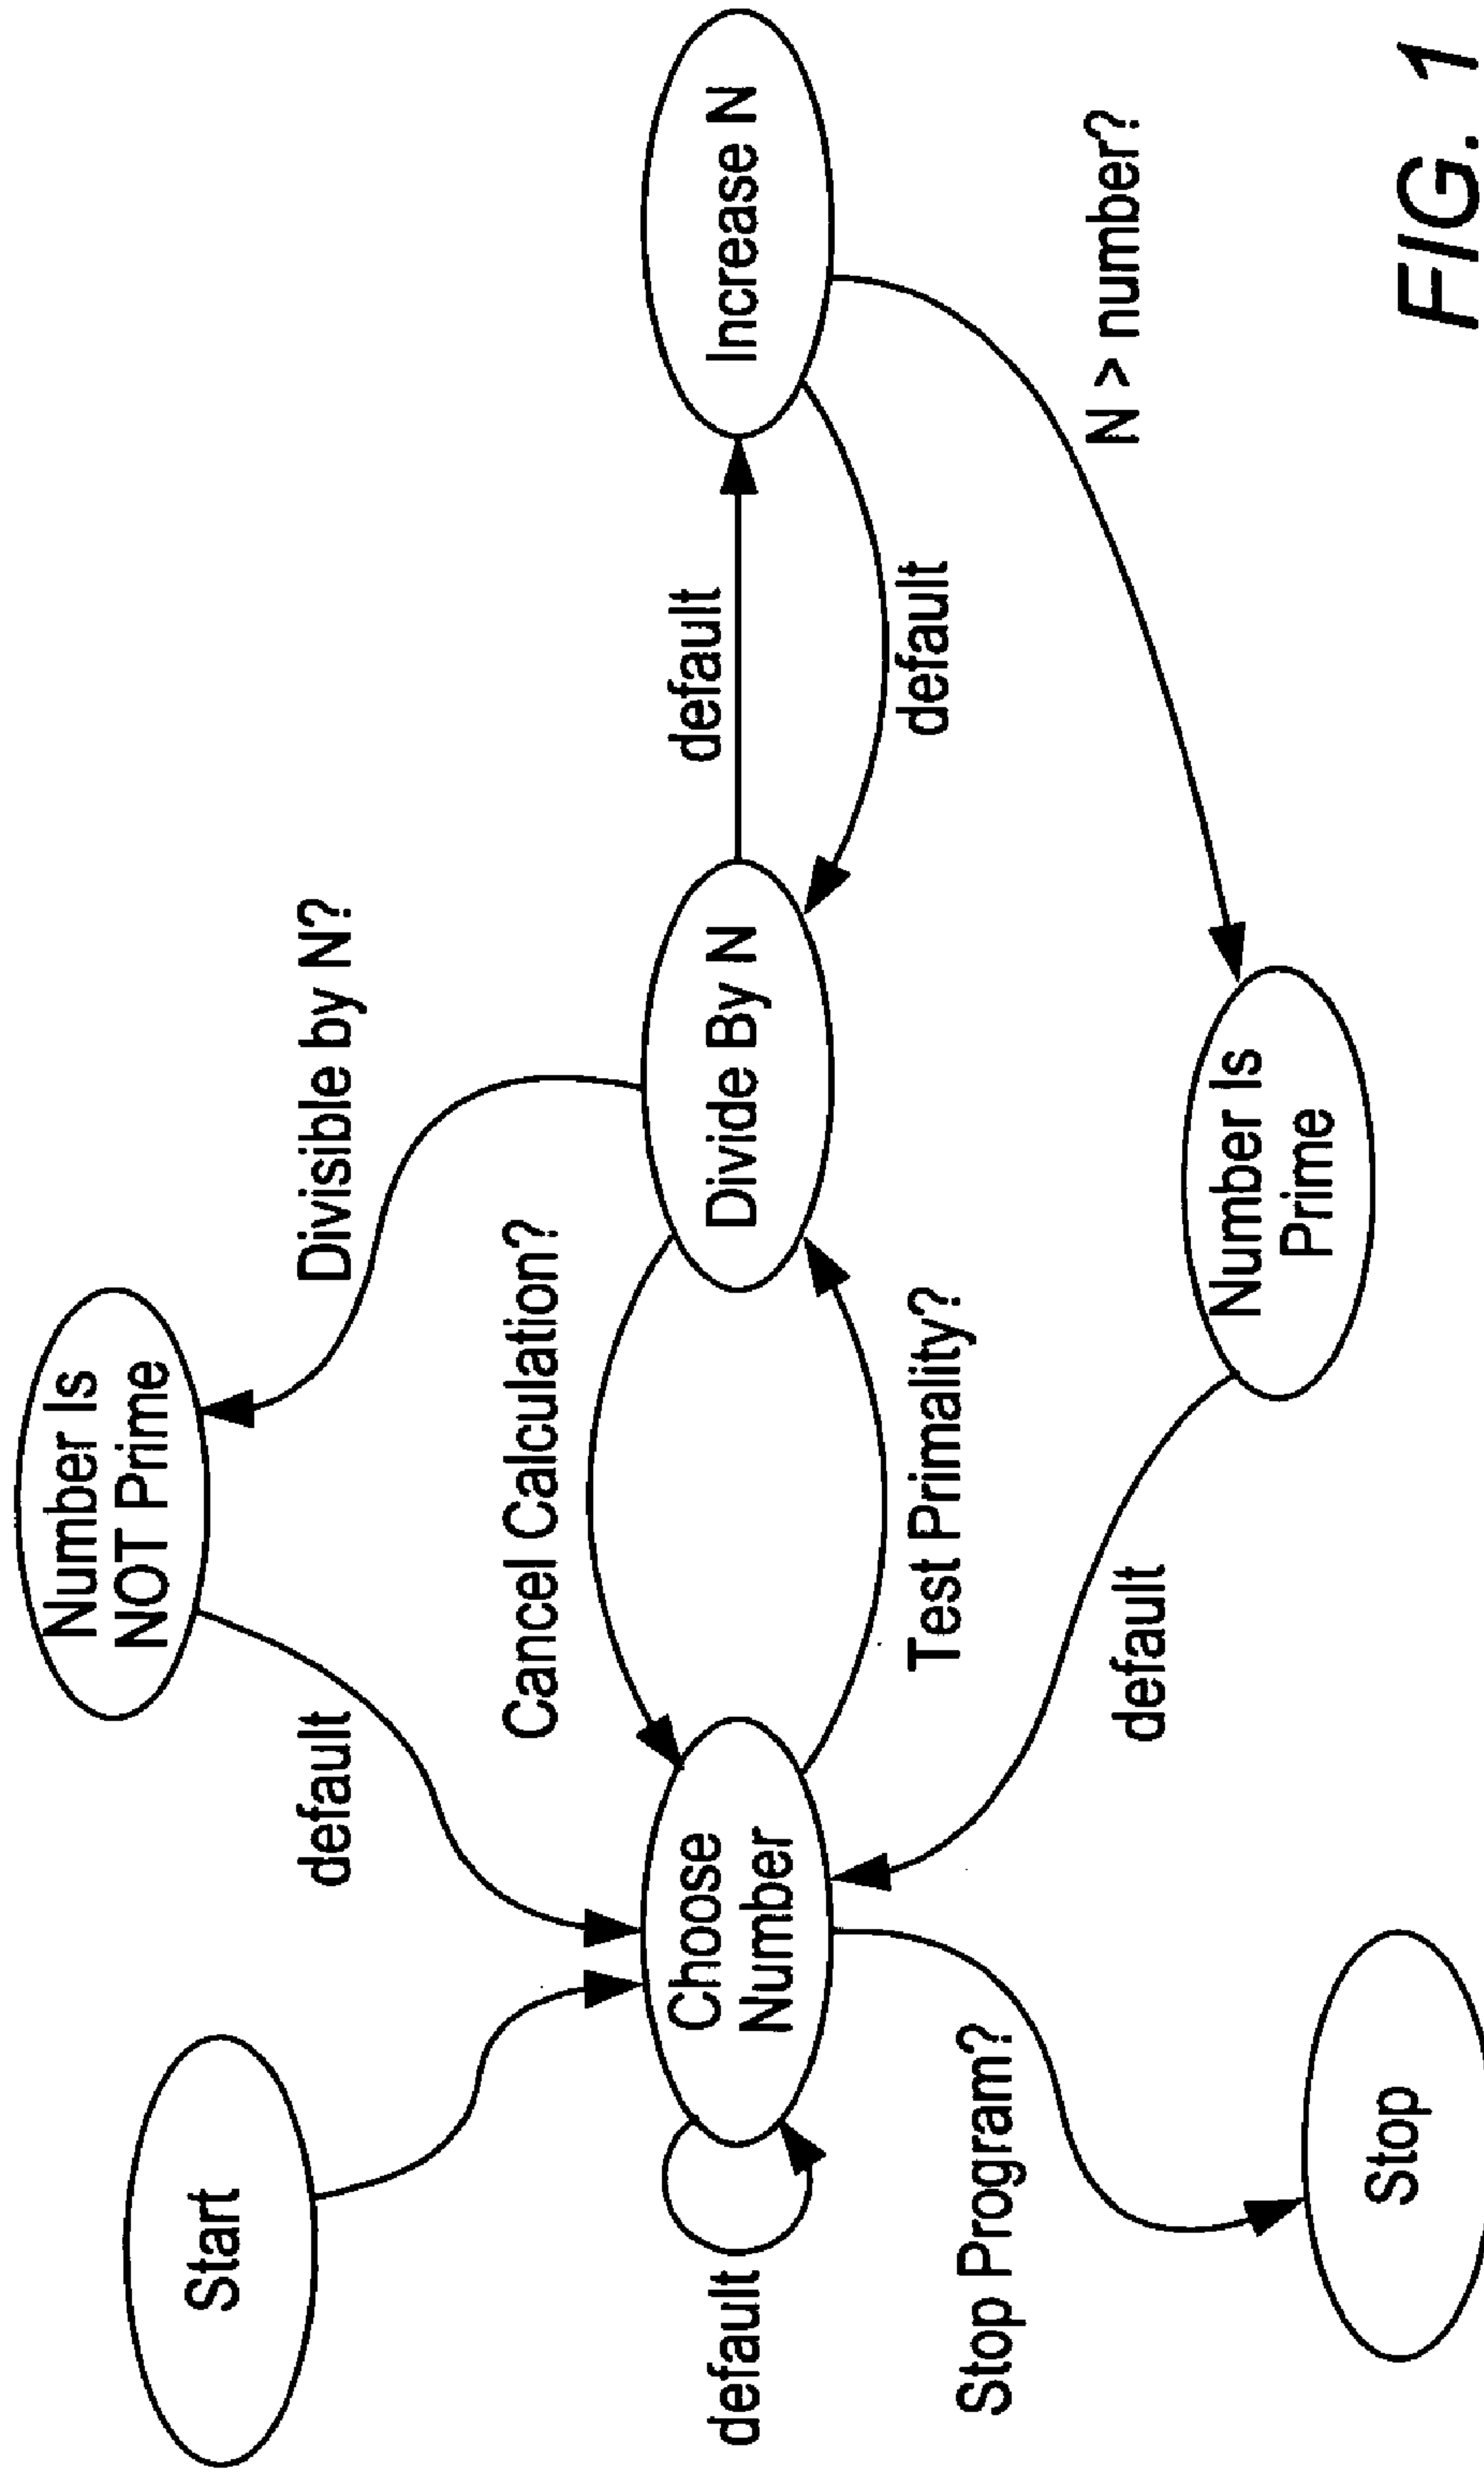 Start
Number Is
NOT Prime
default
Divisible by N?
Cancel Calculation?
default
Choose
Number
Divide By N
default
Increase N
Test Primality?
default
Stop Program?
default
Number Is
Prime
N > number?
Stop
FIG. 1